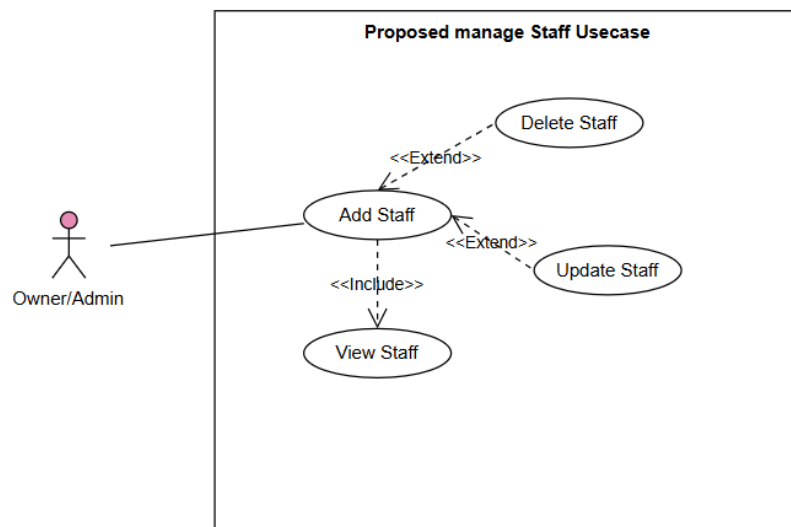 Proposed manage Staff Usecase
Delete Staff
<<Extend>>
Add Staff
<<Extend>>
Update Staff
Owner/Admin
<<Include>>
View Staff